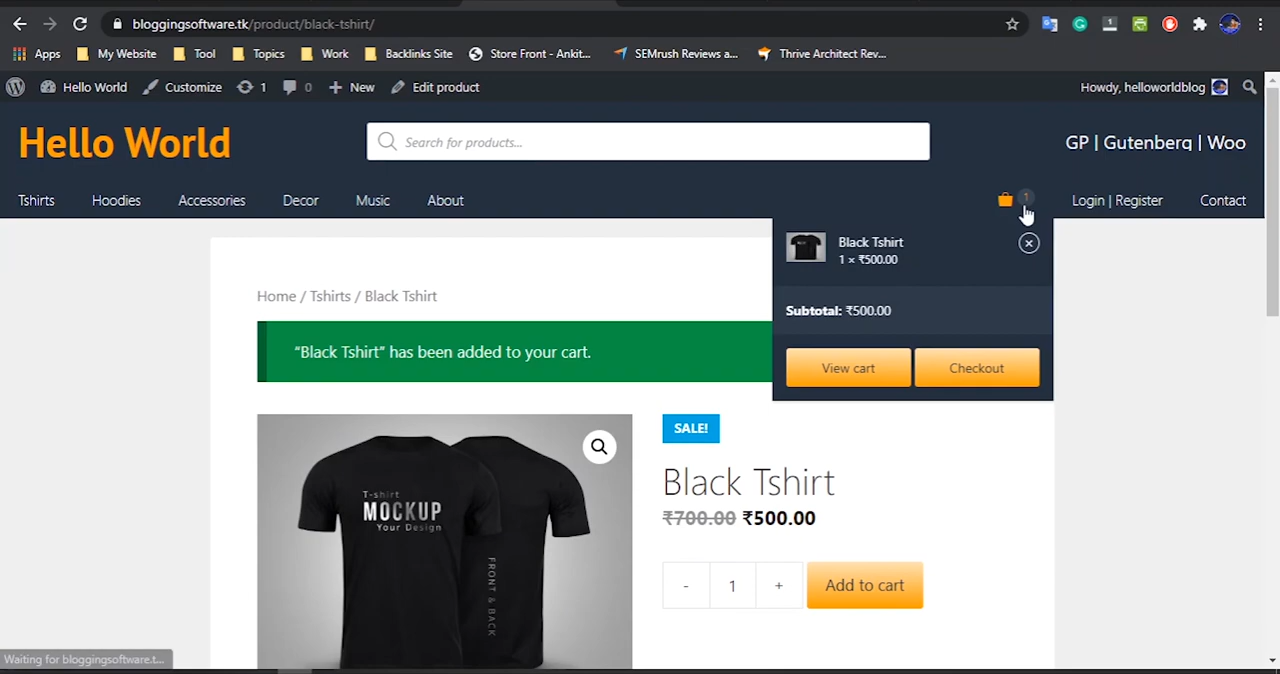 bloggingsoftware.tk/product/black-tshirt/
Apps My Website Tool Topics Work Backlinks Site Store Front - Ankit... SEMrush Reviews a... Thrive Architect Rev...
Hello World Customize 1 0 New Edit product Howdy, helloworldblog
Hello World Search for products... GP | Gutenberg | Woo
Tshirts Hoodies Accessories Decor Music About 1 Login | Register Contact
Black Tshirt
1 × ₹500.00
Subtotal: ₹500.00
View cart Checkout
Home / Tshirts / Black Tshirt
“Black Tshirt” has been added to your cart.
SALE!
Black Tshirt
₹700.00 ₹500.00
- 1 + Add to cart
T-shirt
MOCKUP
Your Design
FRONT & BACK
Waiting for bloggingsoftware.t...